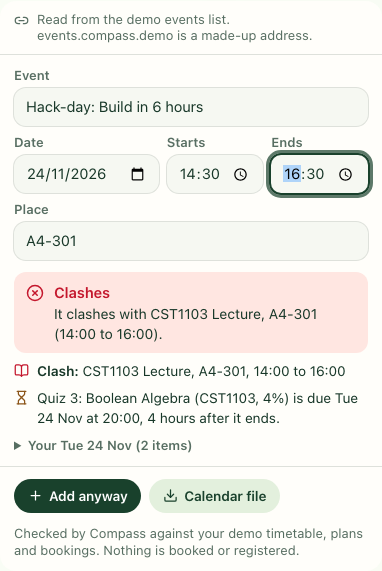 Read from the demo events list.
events.compass.demo is a made-up address.
Event
Hack-day: Build in 6 hours
Date
Starts
Ends
24/11/2026
14:30
16:30
Place
A4-301
Clashes
It clashes with CST1103 Lecture, A4-301
(14:00 to 16:00).
Clash: CST1103 Lecture, A4-301, 14:00 to 16:00
Quiz 3: Boolean Algebra (CST1103, 4%) is due Tue
24 Nov at 20:00, 4 hours after it ends.
Your Tue 24 Nov (2 items)
+ Add anyway
Calendar file
Checked by Compass against your demo timetable, plans
and bookings. Nothing is booked or registered.